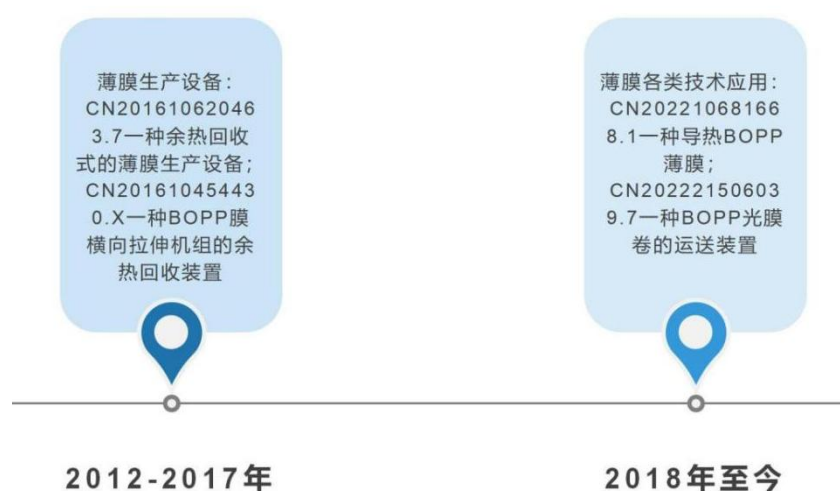 薄膜生产设备：
CN20161062046
3.7一种余热回收
式的薄膜生产设备；
CN20161045443
0.X一种BOPP膜
横向拉伸机组的余
热回收装置
薄膜各类技术应用：
CN20221068166
8.1一种导热BOPP
薄膜；
CN20222150603
9.7一种BOPP光膜
卷的运送装置
2012-2017年
2018年至今